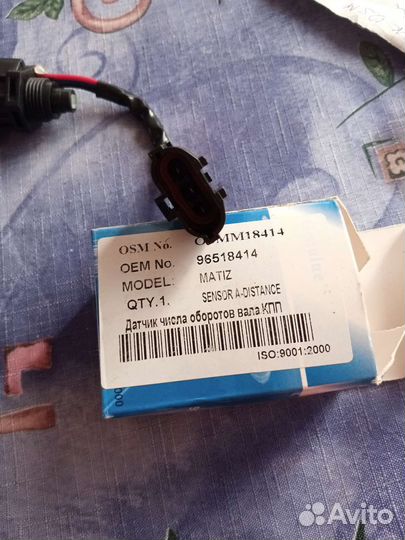 OSM No.
OEM No. 96518414
MODEL: MATIZ
QTY.1. SENSOR A-DISTANCE
Датчик числа оборотов вала КПП
ISO:9001:2000
Avito